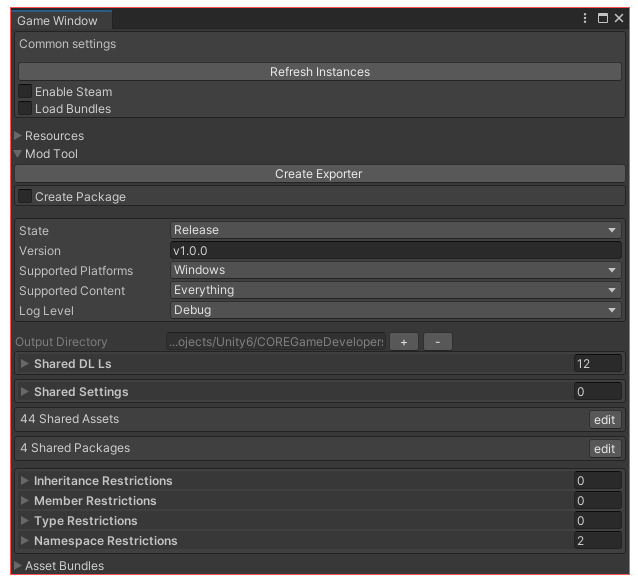 Game Window
Common settings
Refresh Instances
Enable Steam
Load Bundles
Resources
Mod Tool
Create Exporter
Create Package
State Release
Version v1.0.0
Supported Platforms Windows
Supported Content Everything
Log Level Debug
Output Directory ...ojects/Unity6/COREGameDevelopers + -
Shared DL Ls 12
Shared Settings 0
44 Shared Assets edit
4 Shared Packages edit
Inheritance Restrictions 0
Member Restrictions 0
Type Restrictions 0
Namespace Restrictions 2
Asset Bundles